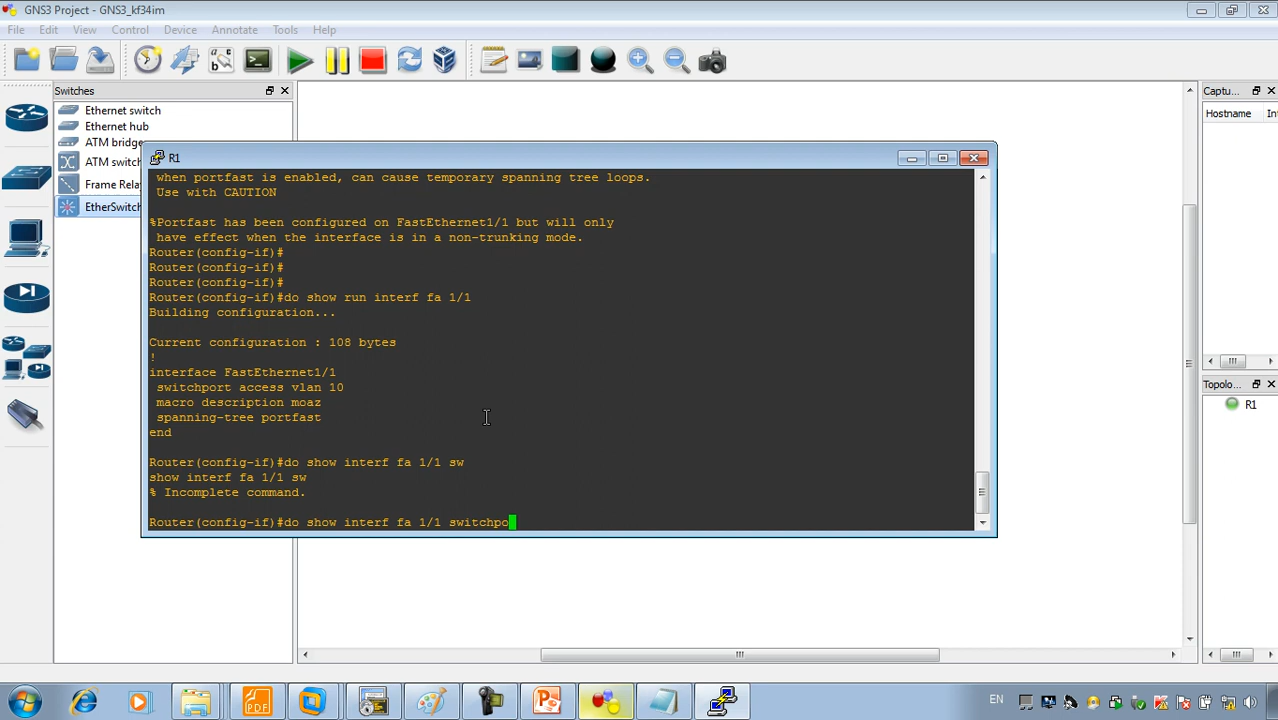 GNS3 Project - GNS3_kf34im
File Edit View Control Device Annotate Tools Help
Switches
Captu...
Ethernet switch
Ethernet hub
ATM bridge
ATM switch
Frame Rela
EtherSwitch
Hostname In
R1
when portfast is enabled, can cause temporary spanning tree loops.
Use with CAUTION
%Portfast has been configured on FastEthernet1/1 but will only
have effect when the interface is in a non-trunking mode.
Router(config-if)#
Router(config-if)#
Router(config-if)#
Router(config-if)#do show run interf fa 1/1
Building configuration...
Current configuration : 108 bytes
!
interface FastEthernet1/1
switchport access vlan 10
macro description moaz
spanning-tree portfast
end
Router(config-if)#do show interf fa 1/1 sw
show interf fa 1/1 sw
% Incomplete command.
Router(config-if)#do show interf fa 1/1 switchpo
Topolo...
R1
PDF
EN